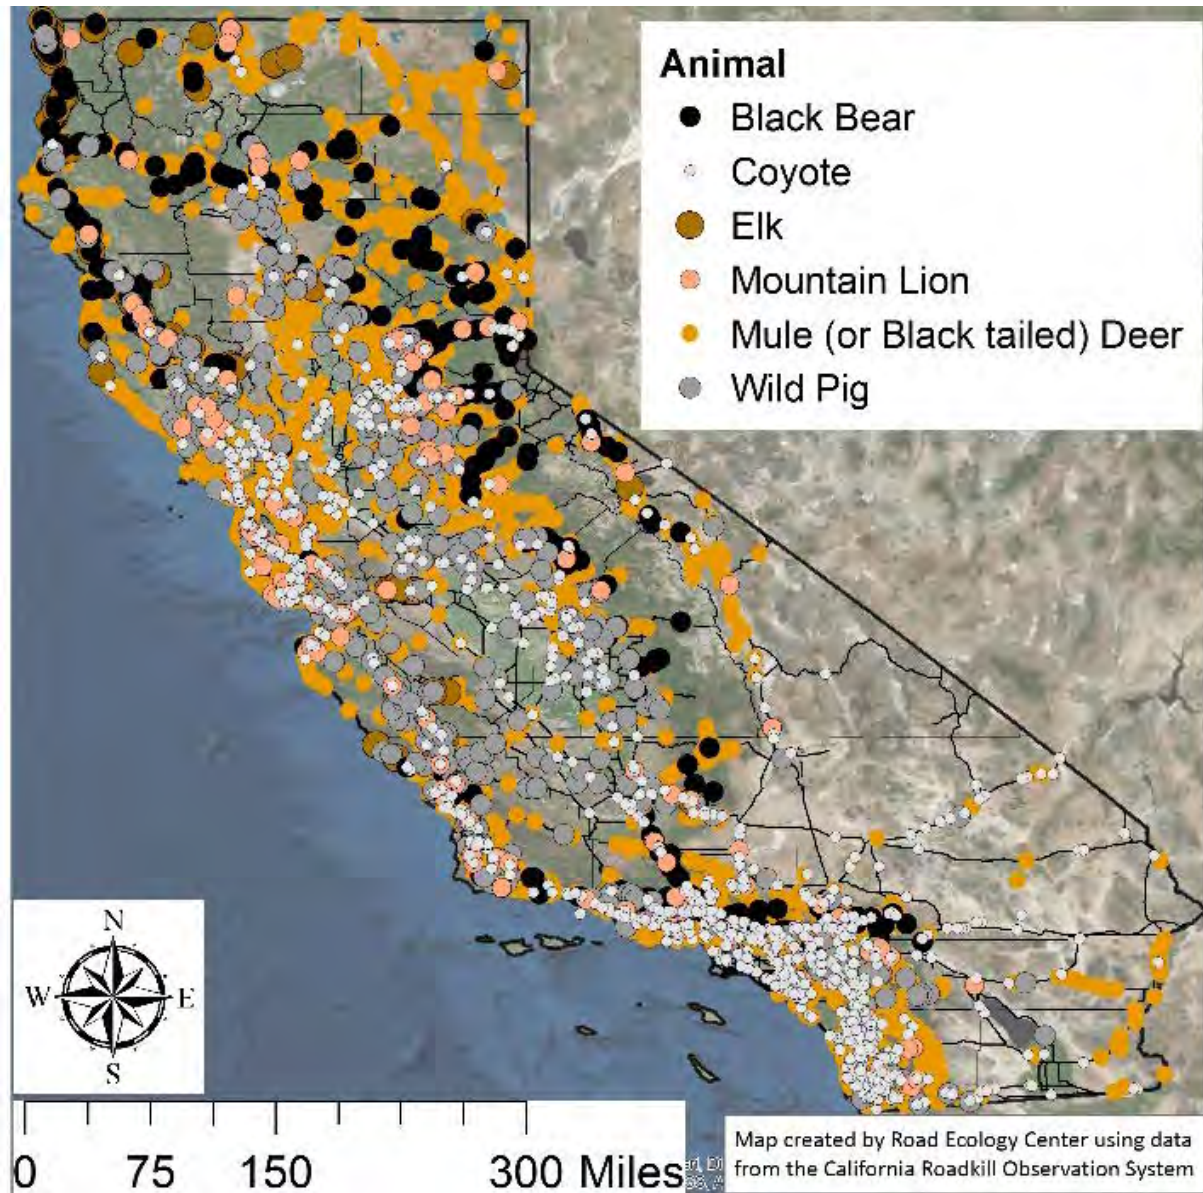 Animal
Black Bear
Coyote
Elk
Mountain Lion
Mule (or Black tailed) Deer
Wild Pig
N
W E
S
0 75 150 300 Miles
Map created by Road Ecology Center using data
from the California Roadkill Observation System